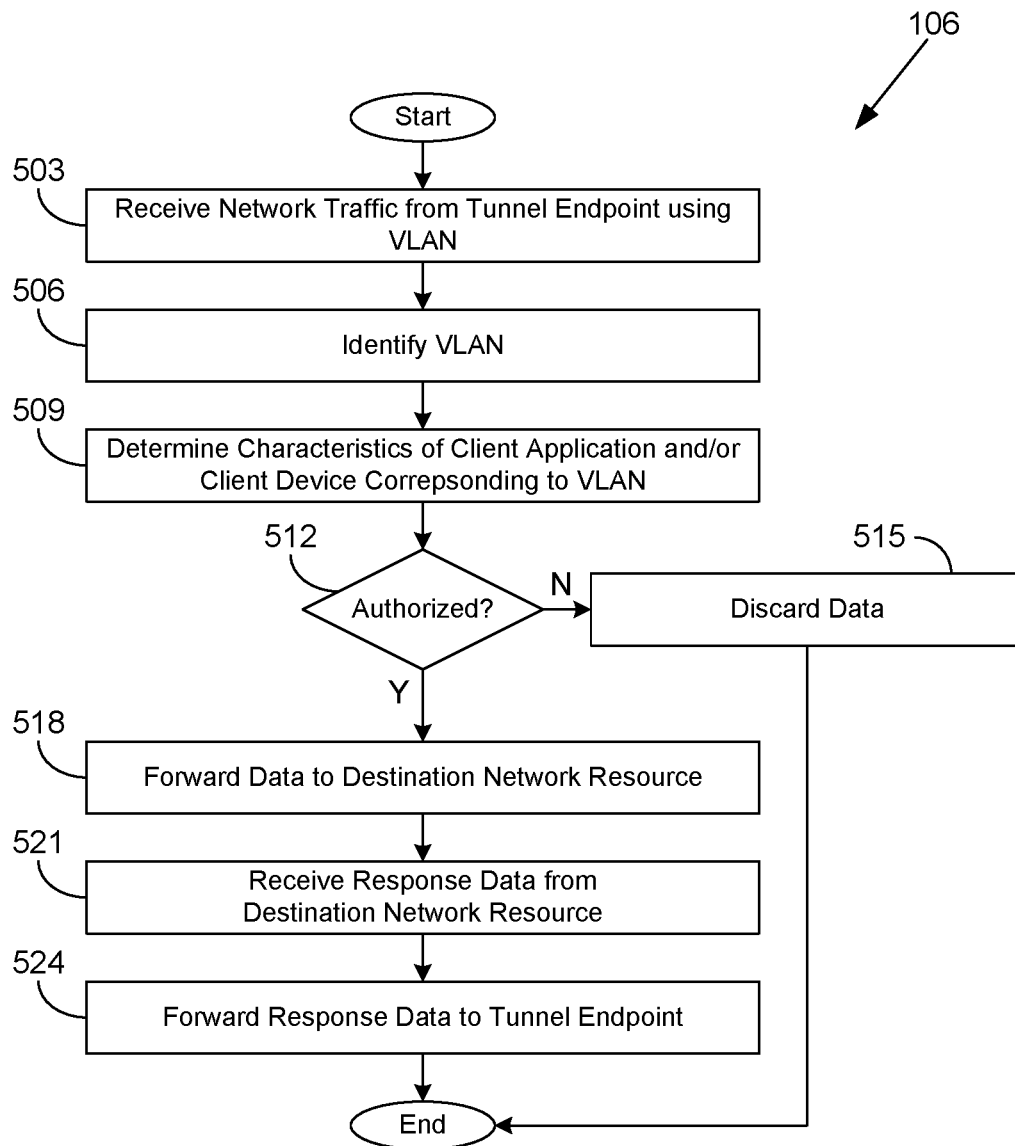 106
Start
503
Receive Network Traffic from Tunnel Endpoint using
VLAN
506
Identify VLAN
509
Determine Characteristics of Client Application and/or
Client Device Correpsonding to VLAN
512
Authorized?
N
515
Discard Data
Y
518
Forward Data to Destination Network Resource
521
Receive Response Data from
Destination Network Resource
524
Forward Response Data to Tunnel Endpoint
End